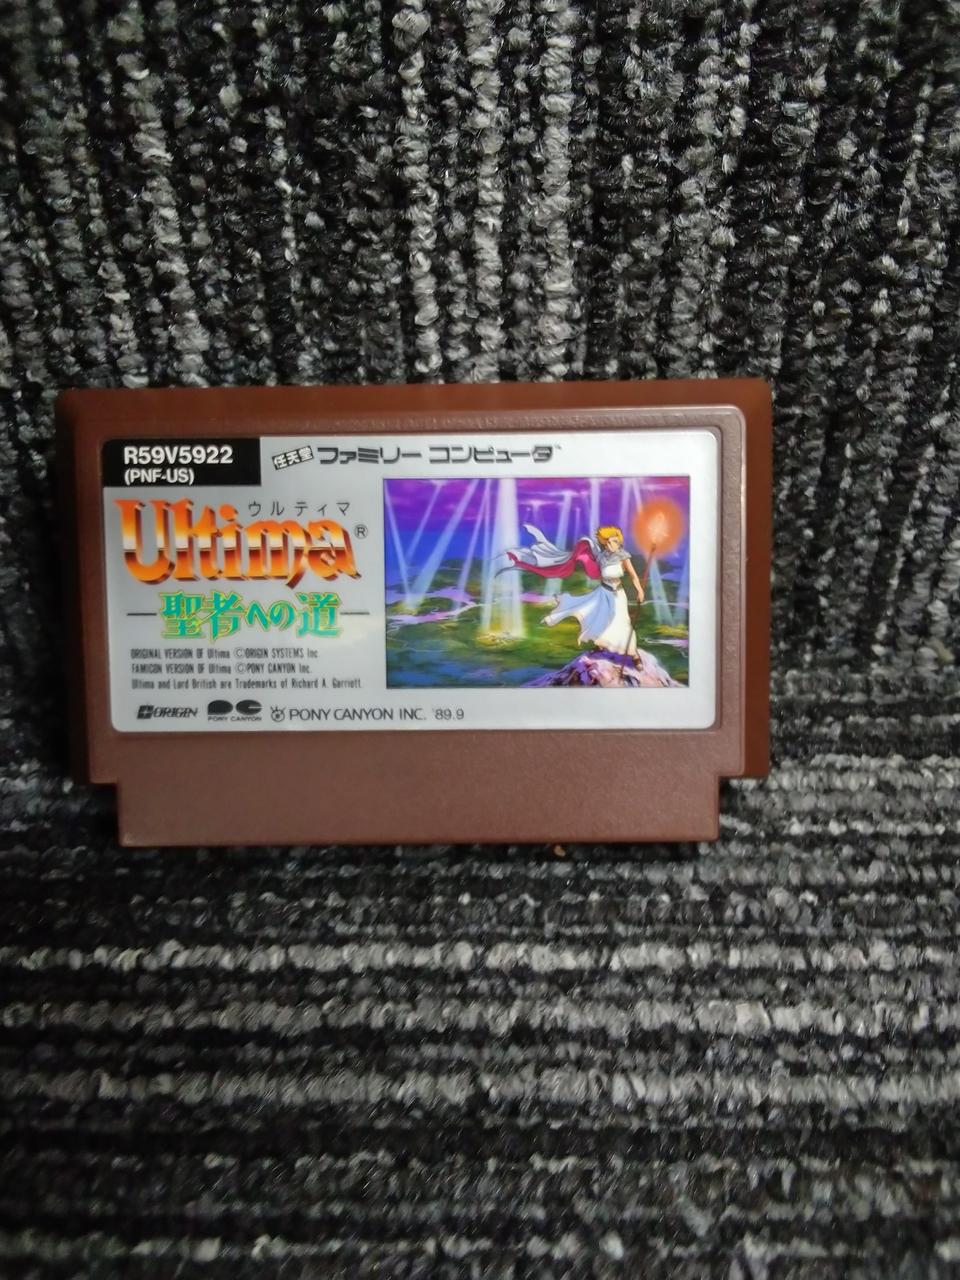 R59V5922
(PNF-US)
任天堂 ファミリー コンピュータ™
ウルティマ
Ultima®
聖者への道
ORIGINAL VERSION OF Ultima ©ORIGIN SYSTEMS Inc.
FAMICON VERSION OF Ultima ©PONY CANYON Inc.
Ultima and Lord British are Trademarks of Richard A. Garriott
ORIGIN
PC
PONY CANYON
PONY CANYON INC. '89.9